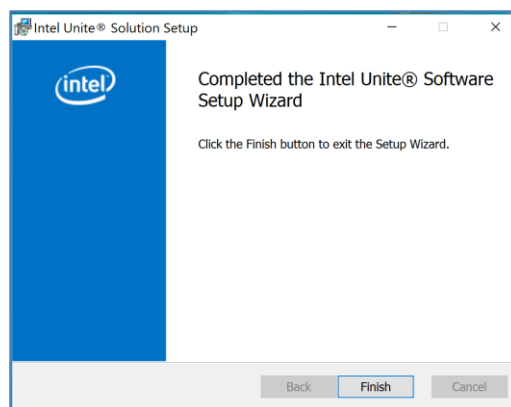 Intel Unite® Solution Setup
intel
Completed the Intel Unite® Software
Setup Wizard
Click the Finish button to exit the Setup Wizard.
Back Finish Cancel